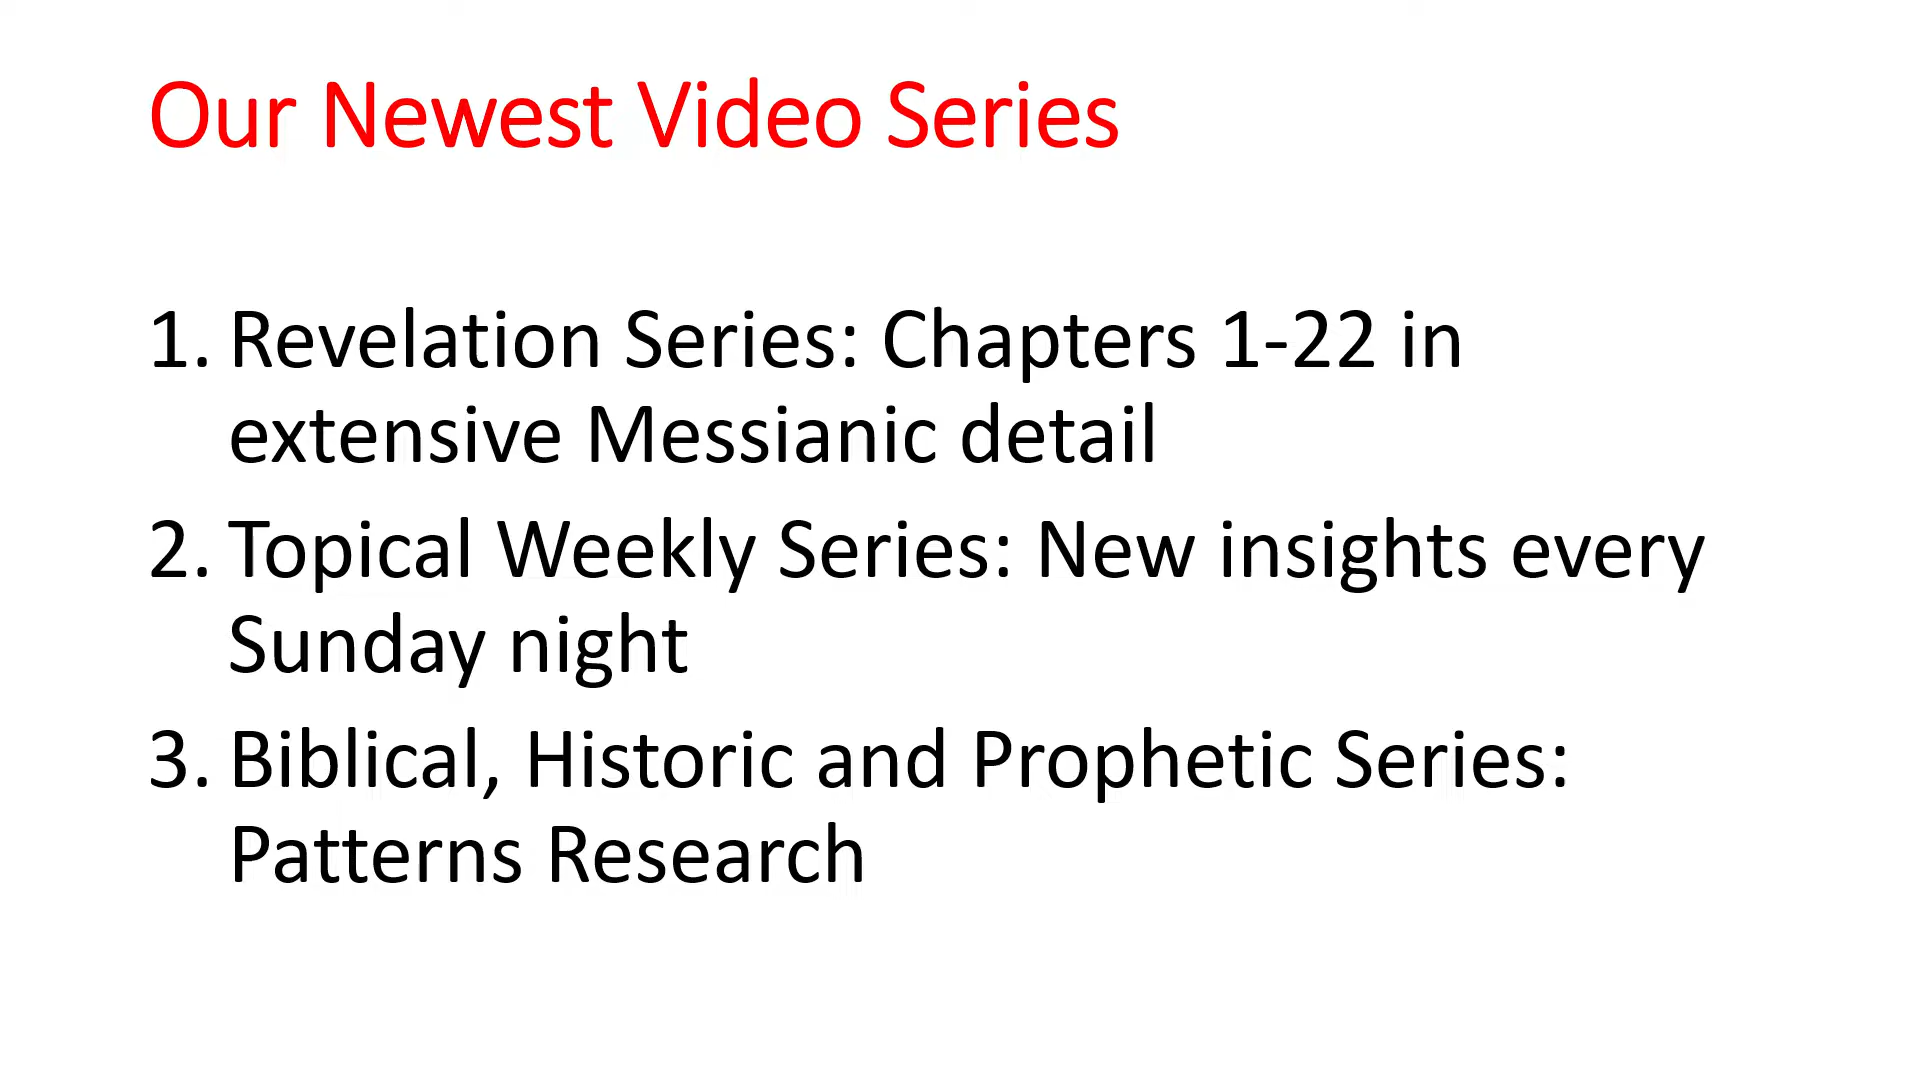 Our Newest Video Series
1. Revelation Series: Chapters 1-22 in
extensive Messianic detail
2. Topical Weekly Series: New insights every
Sunday night
3. Biblical, Historic and Prophetic Series:
Patterns Research